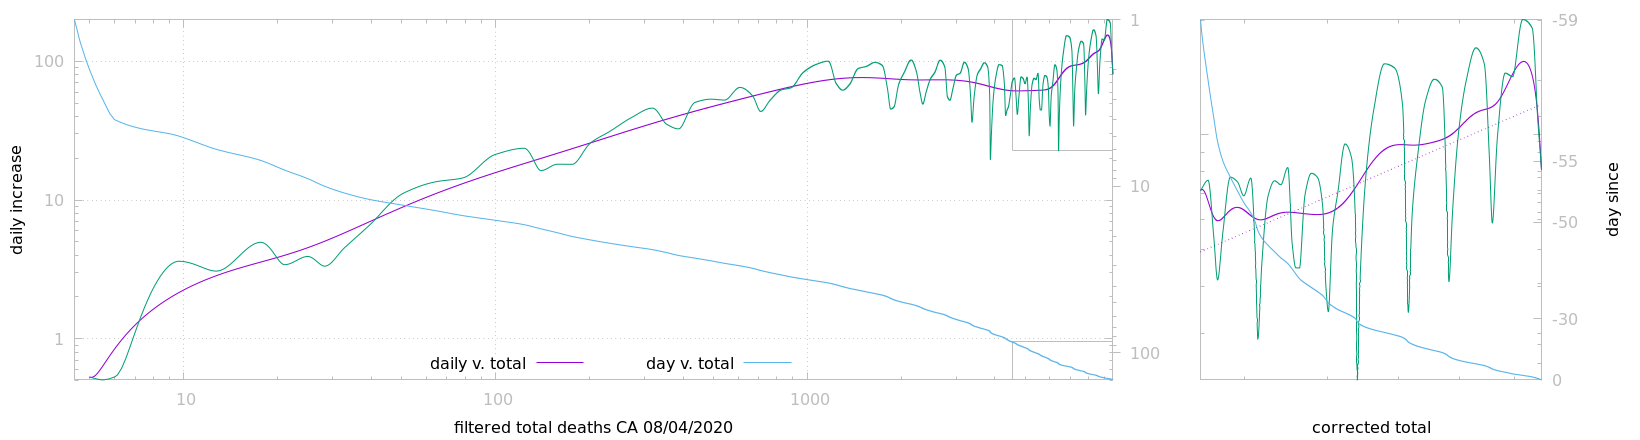 100
10
1
daily increase
10
100
1000
filtered total deaths CA 08/04/2020
daily v. total
day v. total
1
10
100
-59
-55
-50
-30
0
day since
corrected total